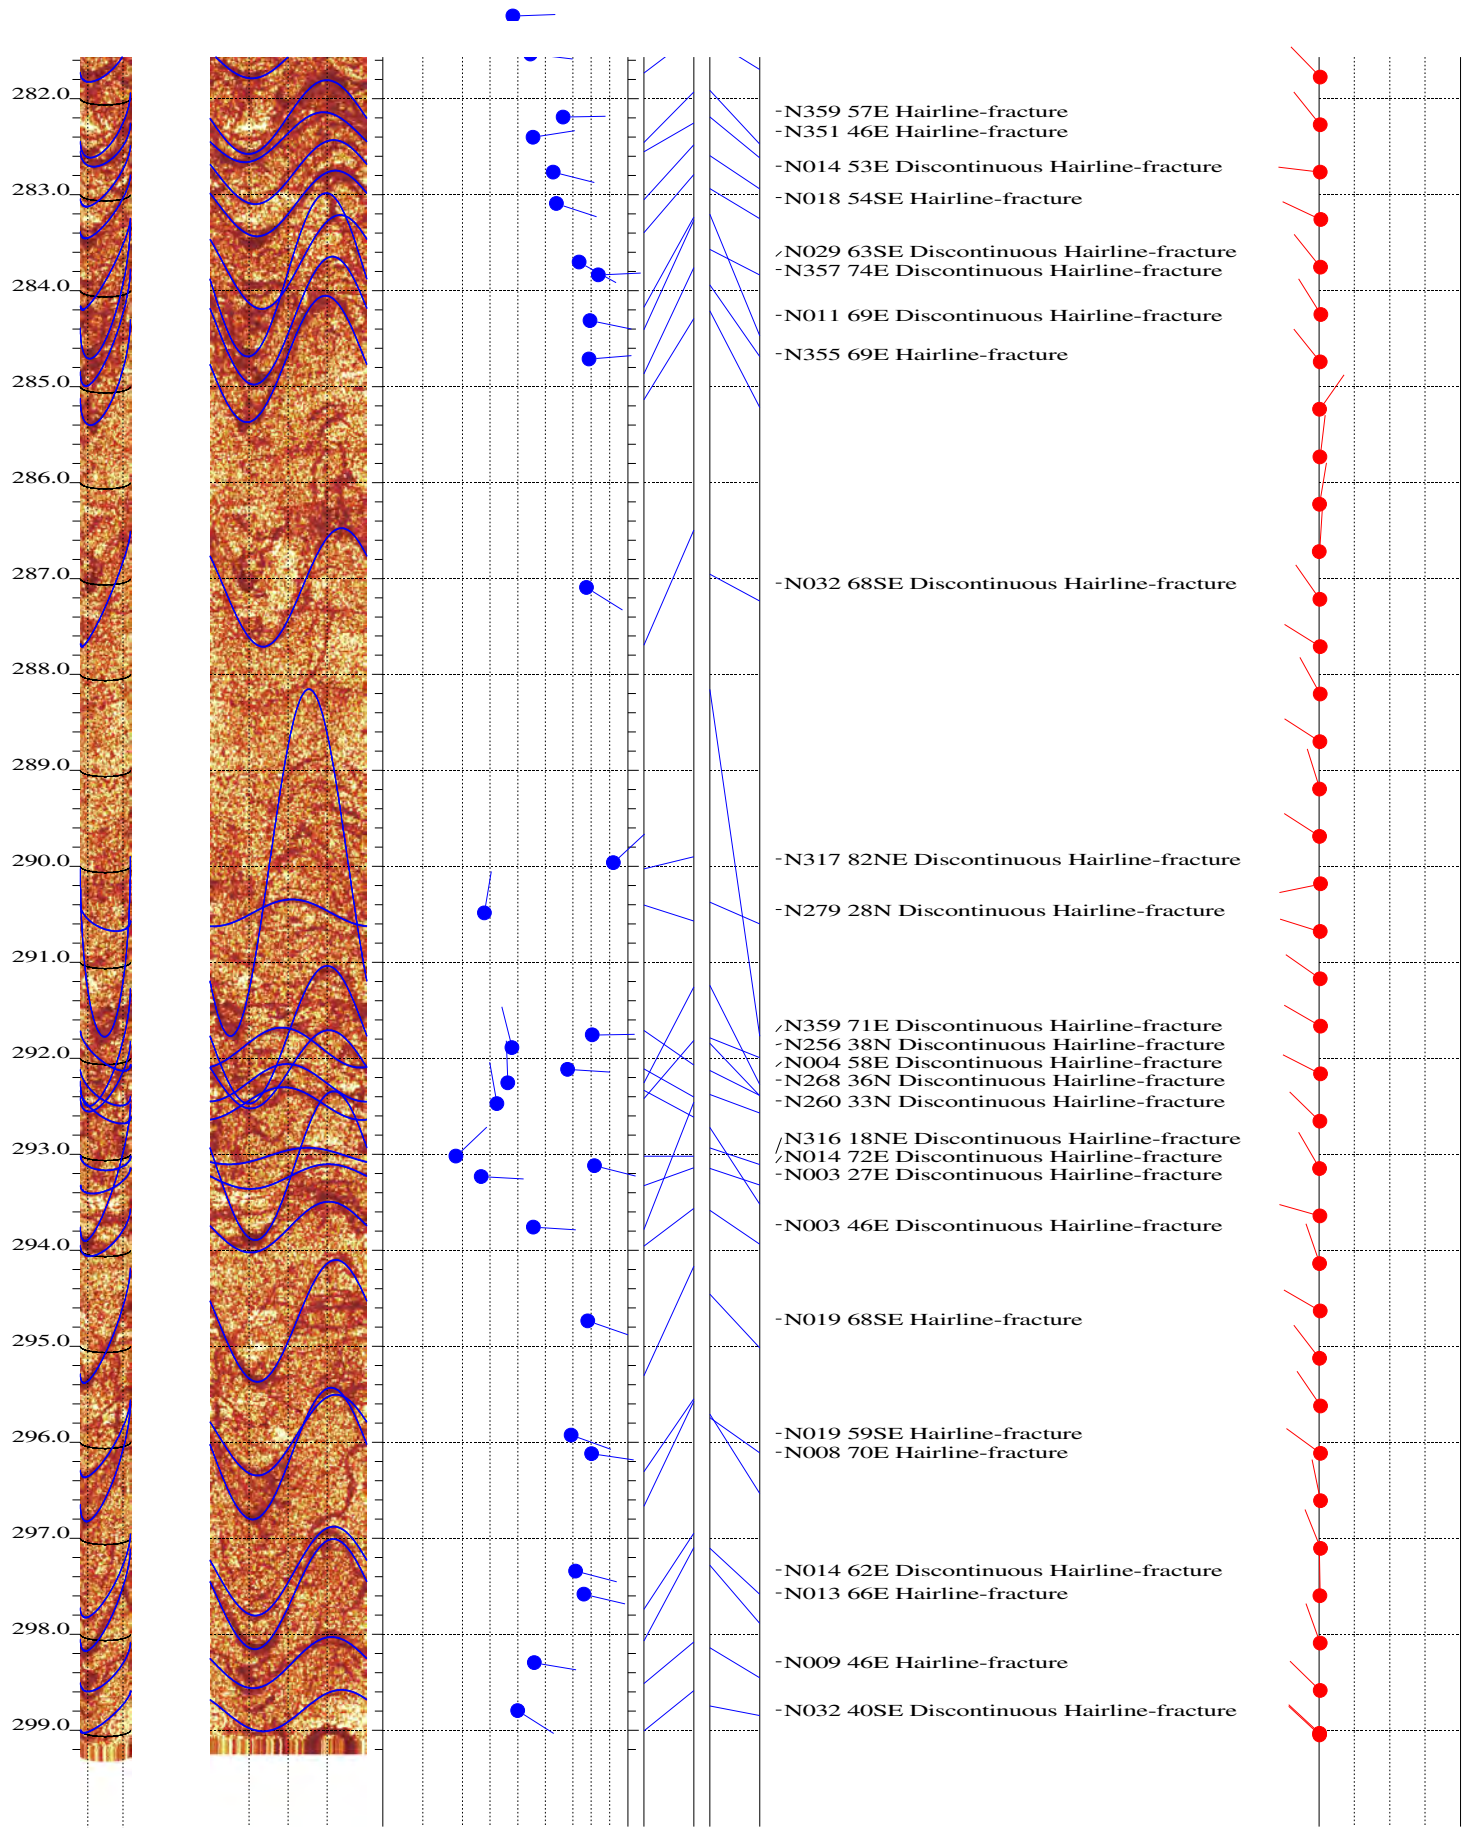 282.0
-N359 57E Hairline-fracture
-N351 46E Hairline-fracture
-N014 53E Discontinuous Hairline-fracture
283.0
-N018 54SE Hairline-fracture
N029 63SE Discontinuous Hairline-fracture
-N357 74E Discontinuous Hairline-fracture
284.0
-N011 69E Discontinuous Hairline-fracture
-N355 69E Hairline-fracture
285.0
286.0
287.0
-N032 68SE Discontinuous Hairline-fracture
288.0
289.0
290.0
-N317 82NE Discontinuous Hairline-fracture
-N279 28N Discontinuous Hairline-fracture
291.0
N359 71E Discontinuous Hairline-fracture
-N256 38N Discontinuous Hairline-fracture
292.0
N004 58E Discontinuous Hairline-fracture
-N268 36N Discontinuous Hairline-fracture
-N260 33N Discontinuous Hairline-fracture
293.0
N316 18NE Discontinuous Hairline-fracture
N014 72E Discontinuous Hairline-fracture
-N003 27E Discontinuous Hairline-fracture
-N003 46E Discontinuous Hairline-fracture
294.0
-N019 68SE Hairline-fracture
295.0
-N019 59SE Hairline-fracture
296.0
-N008 70E Hairline-fracture
297.0
-N014 62E Discontinuous Hairline-fracture
-N013 66E Hairline-fracture
298.0
-N009 46E Hairline-fracture
-N032 40SE Discontinuous Hairline-fracture
299.0